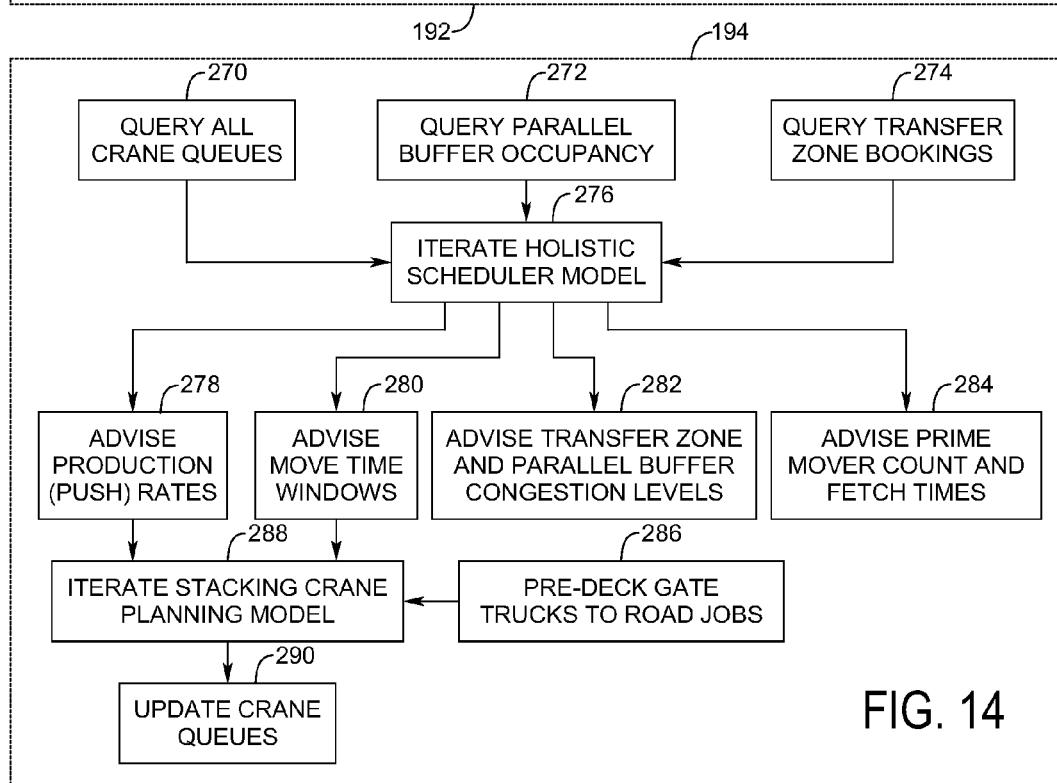 192
194
270
QUERY ALL
CRANE QUEUES
272
QUERY PARALLEL
BUFFER OCCUPANCY
274
QUERY TRANSFER
ZONE BOOKINGS
276
ITERATE HOLISTIC
SCHEDULER MODEL
278
ADVISE
PRODUCTION
(PUSH) RATES
280
ADVISE
MOVE TIME
WINDOWS
282
ADVISE TRANSFER ZONE
AND PARALLEL BUFFER
CONGESTION LEVELS
284
ADVISE PRIME
MOVER COUNT AND
FETCH TIMES
288
ITERATE STACKING CRANE
PLANNING MODEL
286
PRE-DECK GATE
TRUCKS TO ROAD JOBS
290
UPDATE CRANE
QUEUES
FIG. 14